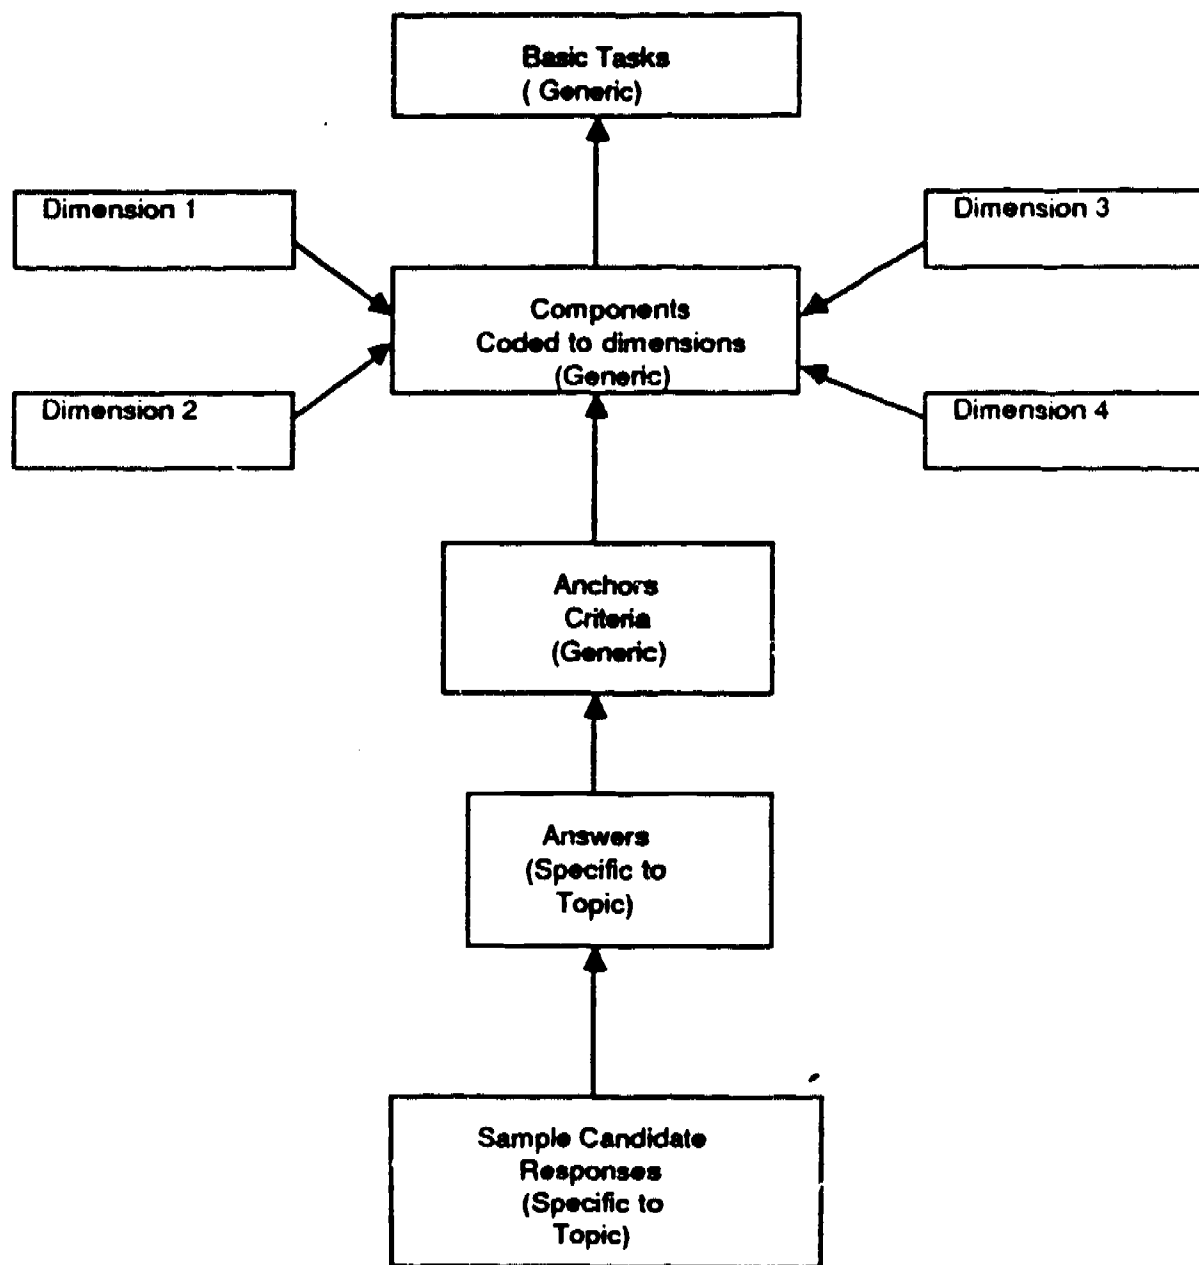 Basic Tasks
( Generic)
Dimension 1
Dimension 3
Components
Coded to dimensions
(Generic)
Dimension 2
Dimension 4
Anchors
Criteria
(Generic)
Answers
(Specific to
Topic)
Sample Candidate
Responses
(Specific to
Topic)